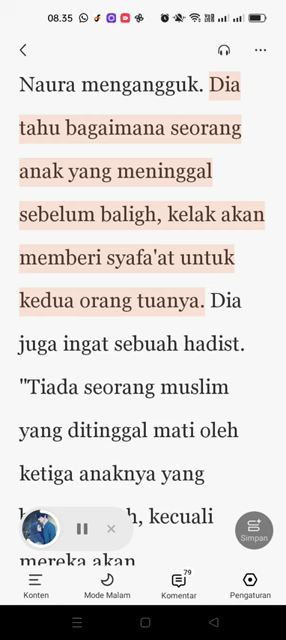 08.35
Naura mengangguk. Dia
tahu bagaimana seorang
anak yang meninggal
sebelum baligh, kelak akan
memberi syafa'at untuk
kedua orang tuanya. Dia
juga ingat sebuah hadist.
"Tiada seorang muslim
yang ditinggal mati oleh
ketiga anaknya yang
kecuali
mereka akan
Simpan
79
Konten
Mode Malam
Komentar
Pengaturan